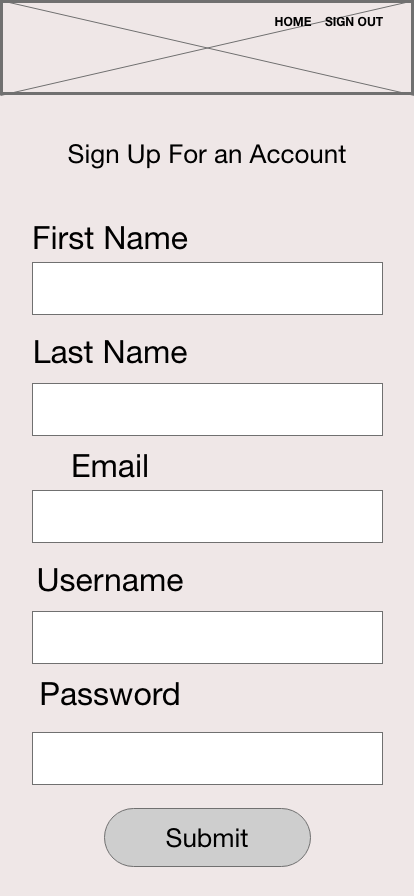 HOME SIGN OUT
Sign Up For an Account
First Name
Last Name
Email
Username
Password
Submit